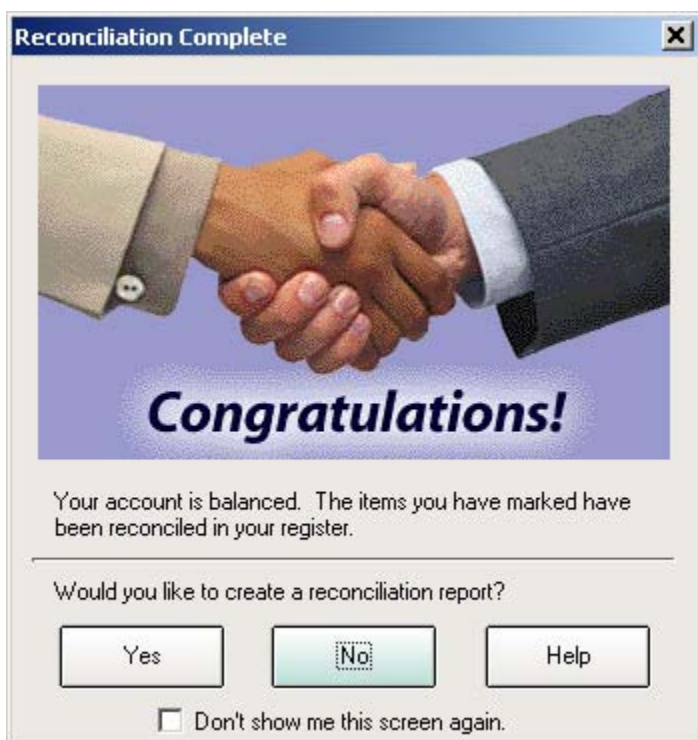 Reconciliation Complete
Congratulations!
Your account is balanced.  The items you have marked have
been reconciled in your register.
Would you like to create a reconciliation report?
Yes
No
Help
Don't show me this screen again.